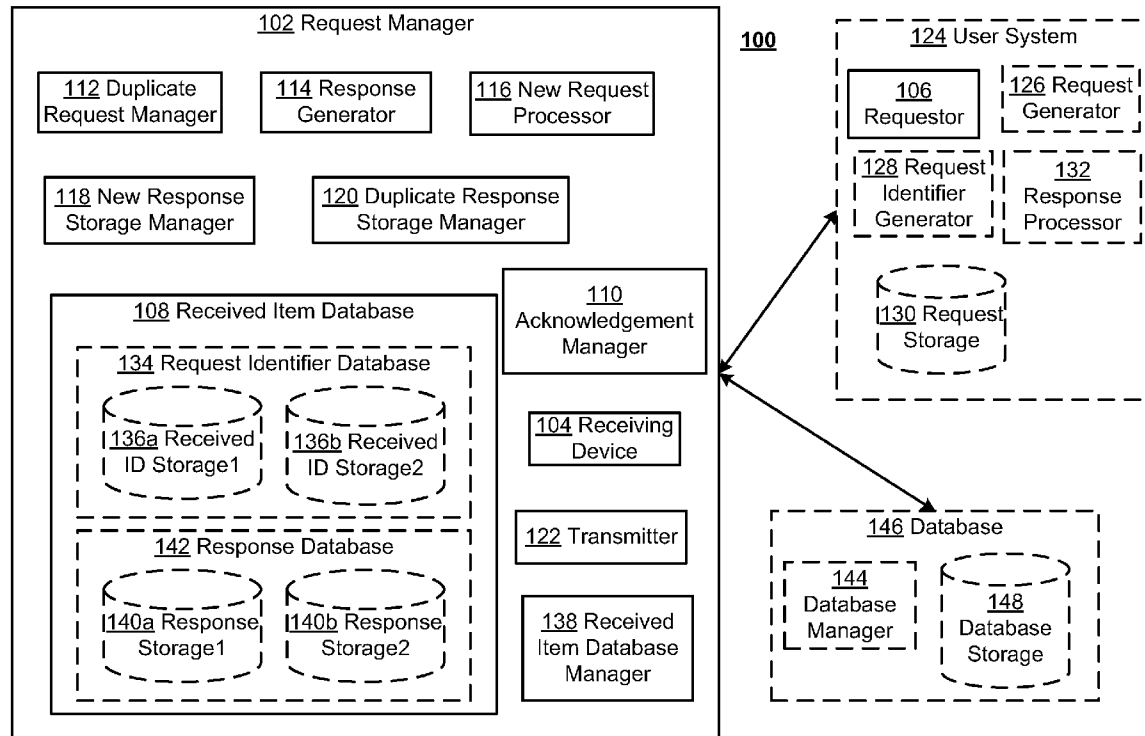 102 Request Manager
100
124 User System
112 Duplicate
Request Manager
114 Response
Generator
116 New Request
Processor
106
Requestor
126 Request
Generator
118 New Response
Storage Manager
120 Duplicate Response
Storage Manager
128 Request
Identifier
Generator
132
Response
Processor
130 Request
Storage
110
Acknowledgement
Manager
108 Received Item Database
134 Request Identifier Database
136a Received
ID Storage1
136b Received
ID Storage2
104 Receiving
Device
122 Transmitter
142 Response Database
140a Response
Storage1
140b Response
Storage2
138 Received
Item Database
Manager
146 Database
144
Database
Manager
148
Database
Storage